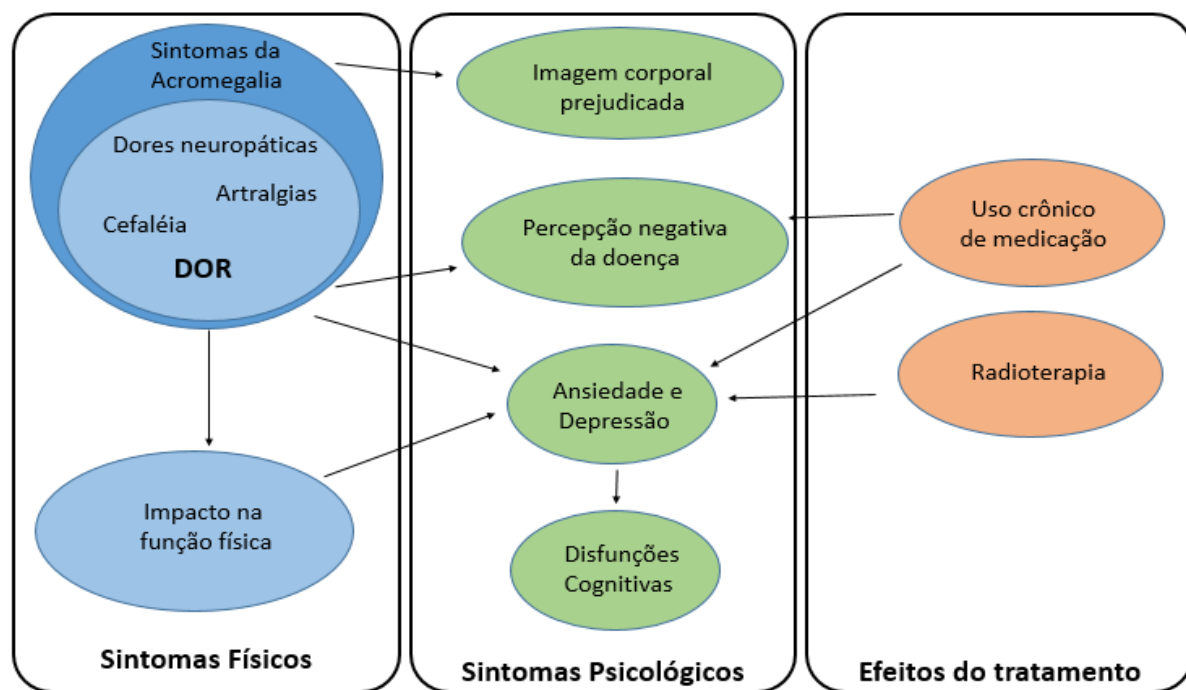 Sintomas da
Acromegalia
Dores neuropáticas
Artralgias
Cefaléia
DOR
Impacto na
função física
Sintomas Físicos
Imagem corporal
prejudicada
Percepção negativa
da doença
Ansiedade e
Depressão
Disfunções
Cognitivas
Sintomas Psicológicos
Uso crônico
de medicação
Radioterapia
Efeitos do tratamento